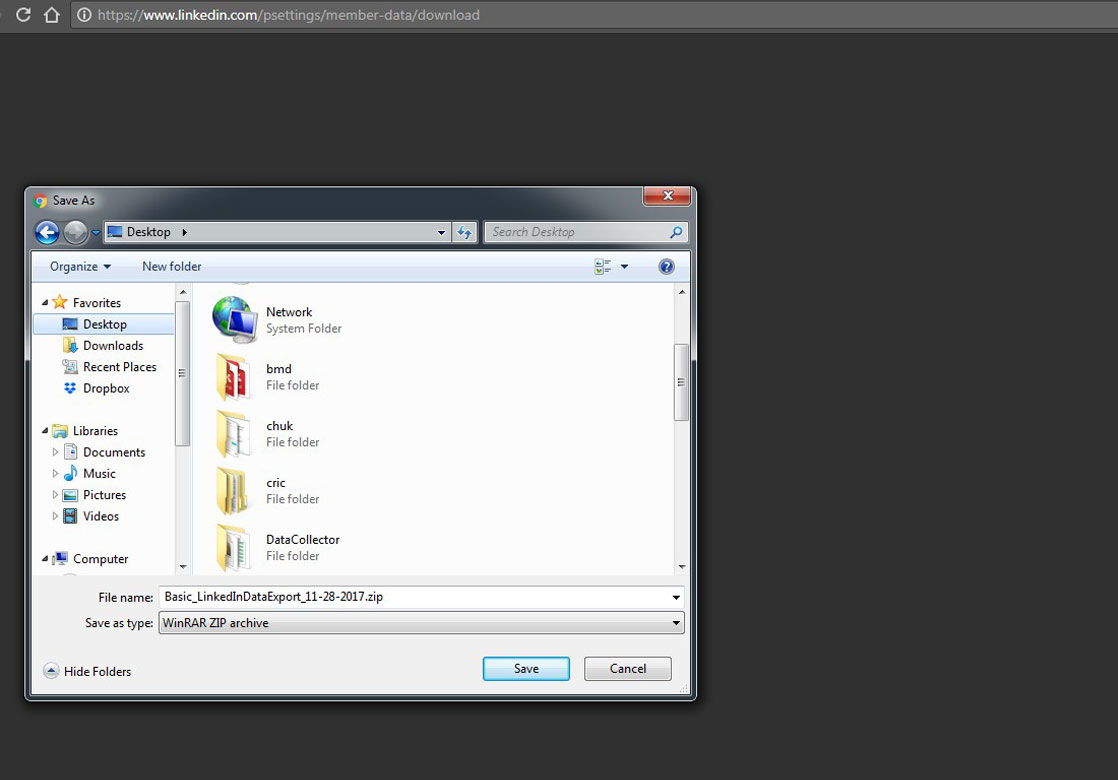 https://www.linkedin.com/psettings/member-data/download
Save As
Desktop
Search Desktop
Organize
New folder
Favorites
Desktop
Downloads
Recent Places
Dropbox
Libraries
Documents
Music
Pictures
Videos
Computer
Network
System Folder
bmd
File folder
chuk
File folder
cric
File folder
DataCollector
File folder
File name: Basic_LinkedInDataExport_11-28-2017.zip
Save as type: WinRAR ZIP archive
Hide Folders
Save
Cancel